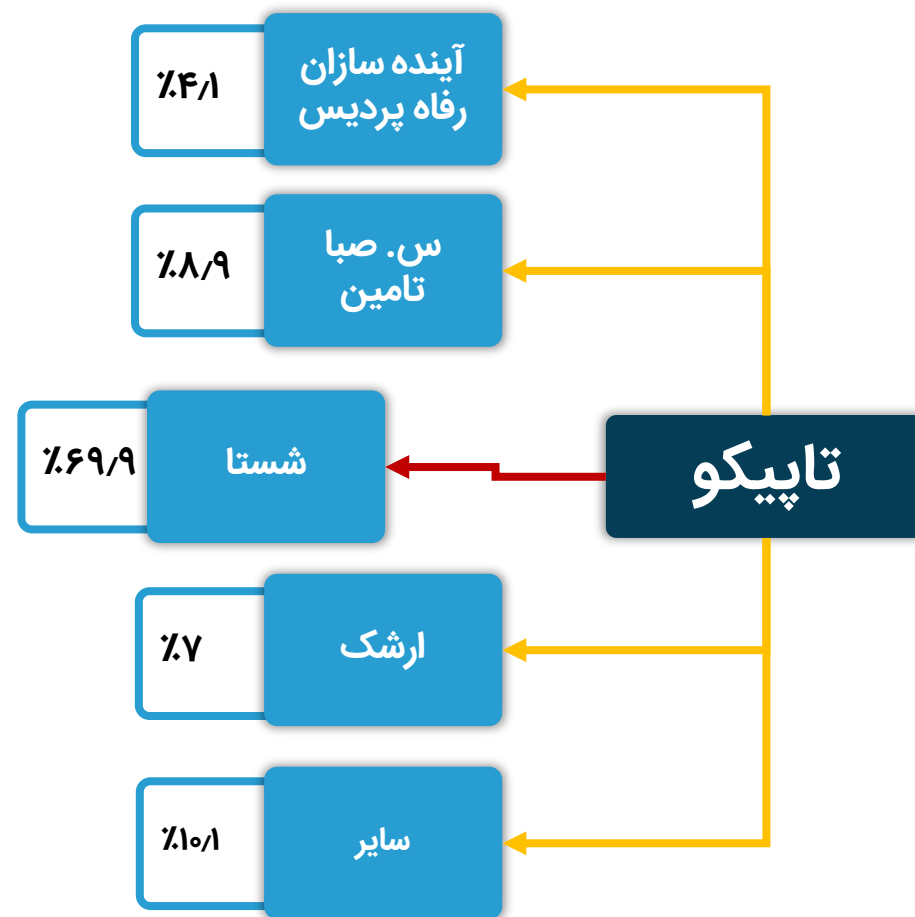 آینده سازان
رفاه پردیس
٪۴٫۱
س. صبا
تامین
٪۸٫۹
تاپیکو
شستا
٪۶۹٫۹
ارشک
٪۷
سایر
٪۱۰٫۱